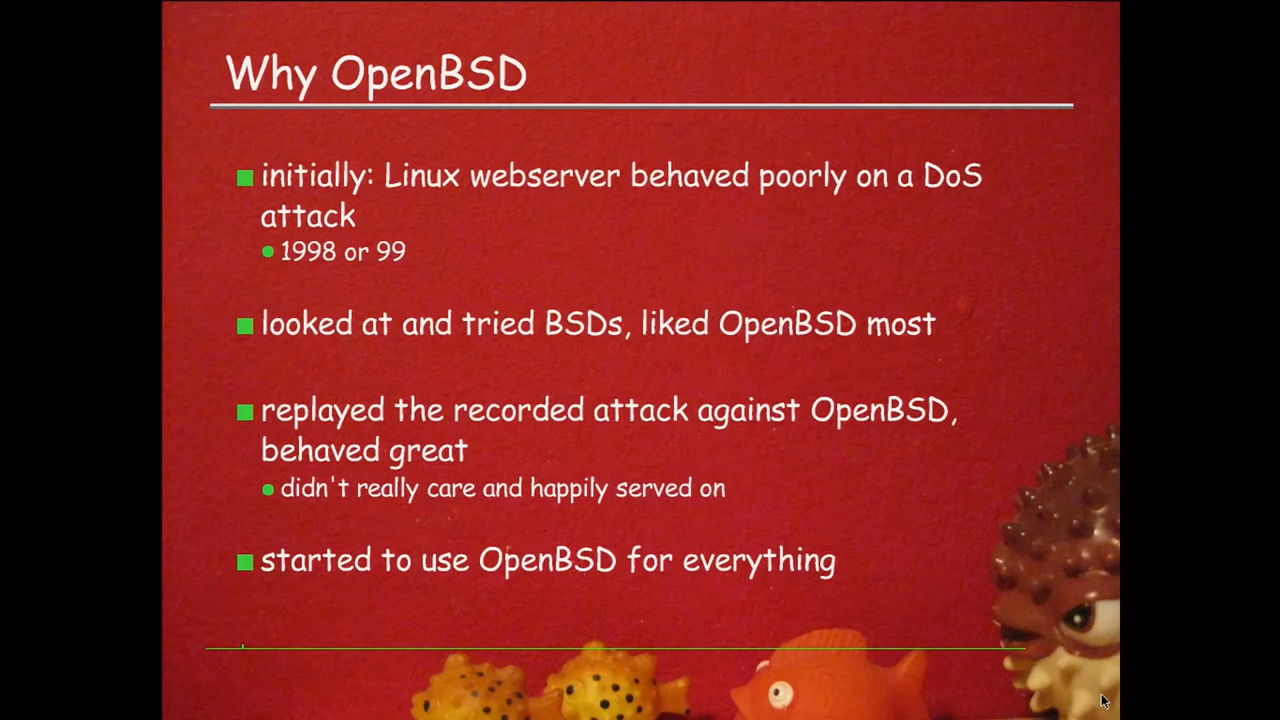 Why OpenBSD
initially: Linux webserver behaved poorly on a DoS
attack
1998 or 99
looked at and tried BSDs, liked OpenBSD most
replayed the recorded attack against OpenBSD,
behaved great
didn't really care and happily served on
started to use OpenBSD for everything